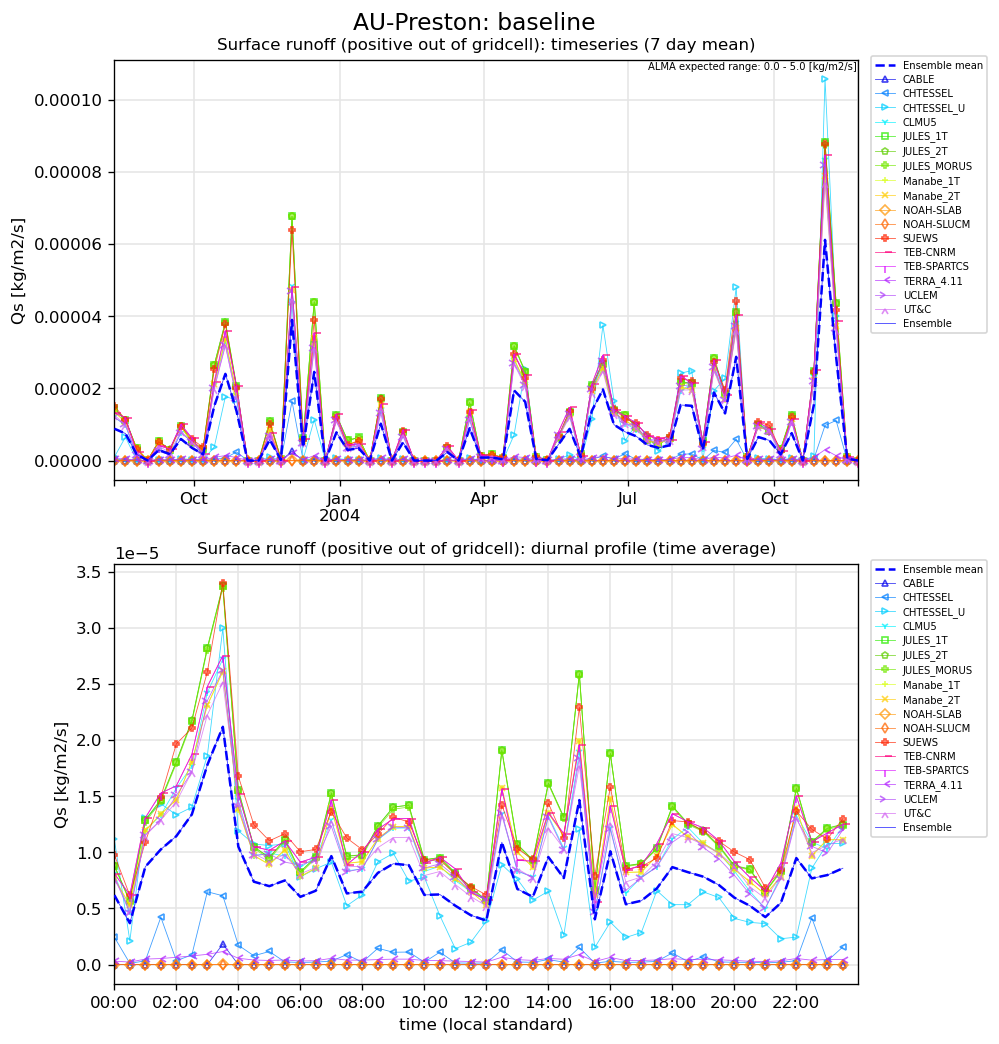 AU-Preston: baseline
Surface runoff (positive out of gridcell): timeseries (7 day mean)
ALMA expected range: 0.0 - 5.0 [kg/m2/s]
Qs [kg/m2/s]
0.00010
0.00008
0.00006
0.00004
0.00002
0.00000
Oct
Jan
2004
Apr
Jul
Oct
Ensemble mean
CABLE
CHTESSEL
CHTESSEL_U
CLMU5
JULES_1T
JULES_2T
JULES_MORUS
Manabe_1T
Manabe_2T
NOAH-SLAB
NOAH-SLUCM
SUEWS
TEB-CNRM
TEB-SPARTCS
TERRA_4.11
UCLEM
UT&C
Ensemble
1e−5
Surface runoff (positive out of gridcell): diurnal profile (time average)
Qs [kg/m2/s]
3.5
3.0
2.5
2.0
1.5
1.0
0.5
0.0
00:00
02:00
04:00
06:00
08:00
10:00
12:00
14:00
16:00
18:00
20:00
22:00
time (local standard)
Ensemble mean
CABLE
CHTESSEL
CHTESSEL_U
CLMU5
JULES_1T
JULES_2T
JULES_MORUS
Manabe_1T
Manabe_2T
NOAH-SLAB
NOAH-SLUCM
SUEWS
TEB-CNRM
TEB-SPARTCS
TERRA_4.11
UCLEM
UT&C
Ensemble